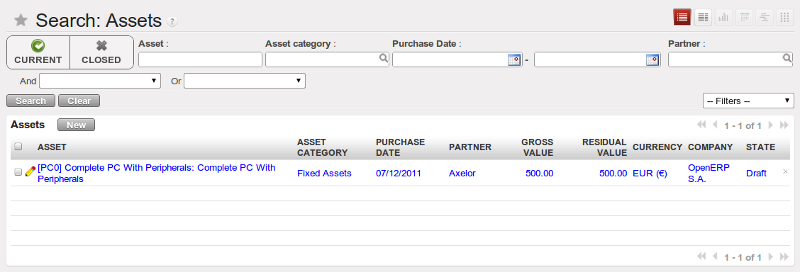 Search: Assets ?
CURRENT CLOSED
Asset : Asset category : Purchase Date : - Partner :
And Or
Search Clear -- Filters --
Assets New 1 - 1 of 1
ASSET ASSET CATEGORY PURCHASE DATE PARTNER GROSS VALUE RESIDUAL VALUE CURRENCY COMPANY STATE
[PC0] Complete PC With Peripherals: Complete PC With
Peripherals
Fixed Assets 07/12/2011 Axelor 500.00 500.00 EUR (€) OpenERP S.A. Draft
1 - 1 of 1